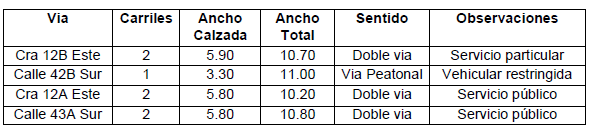 Via Carriles Ancho Calzada Ancho Total Sentido Observaciones
Cra 12B Este 2 5.90 10.70 Doble via Servicio particular
Calle 42B Sur 1 3.30 11.00 Via Peatonal Vehicular restringida
Cra 12A Este 2 5.80 10.20 Doble via Servicio público
Calle 43A Sur 2 5.80 10.80 Doble via Servicio público